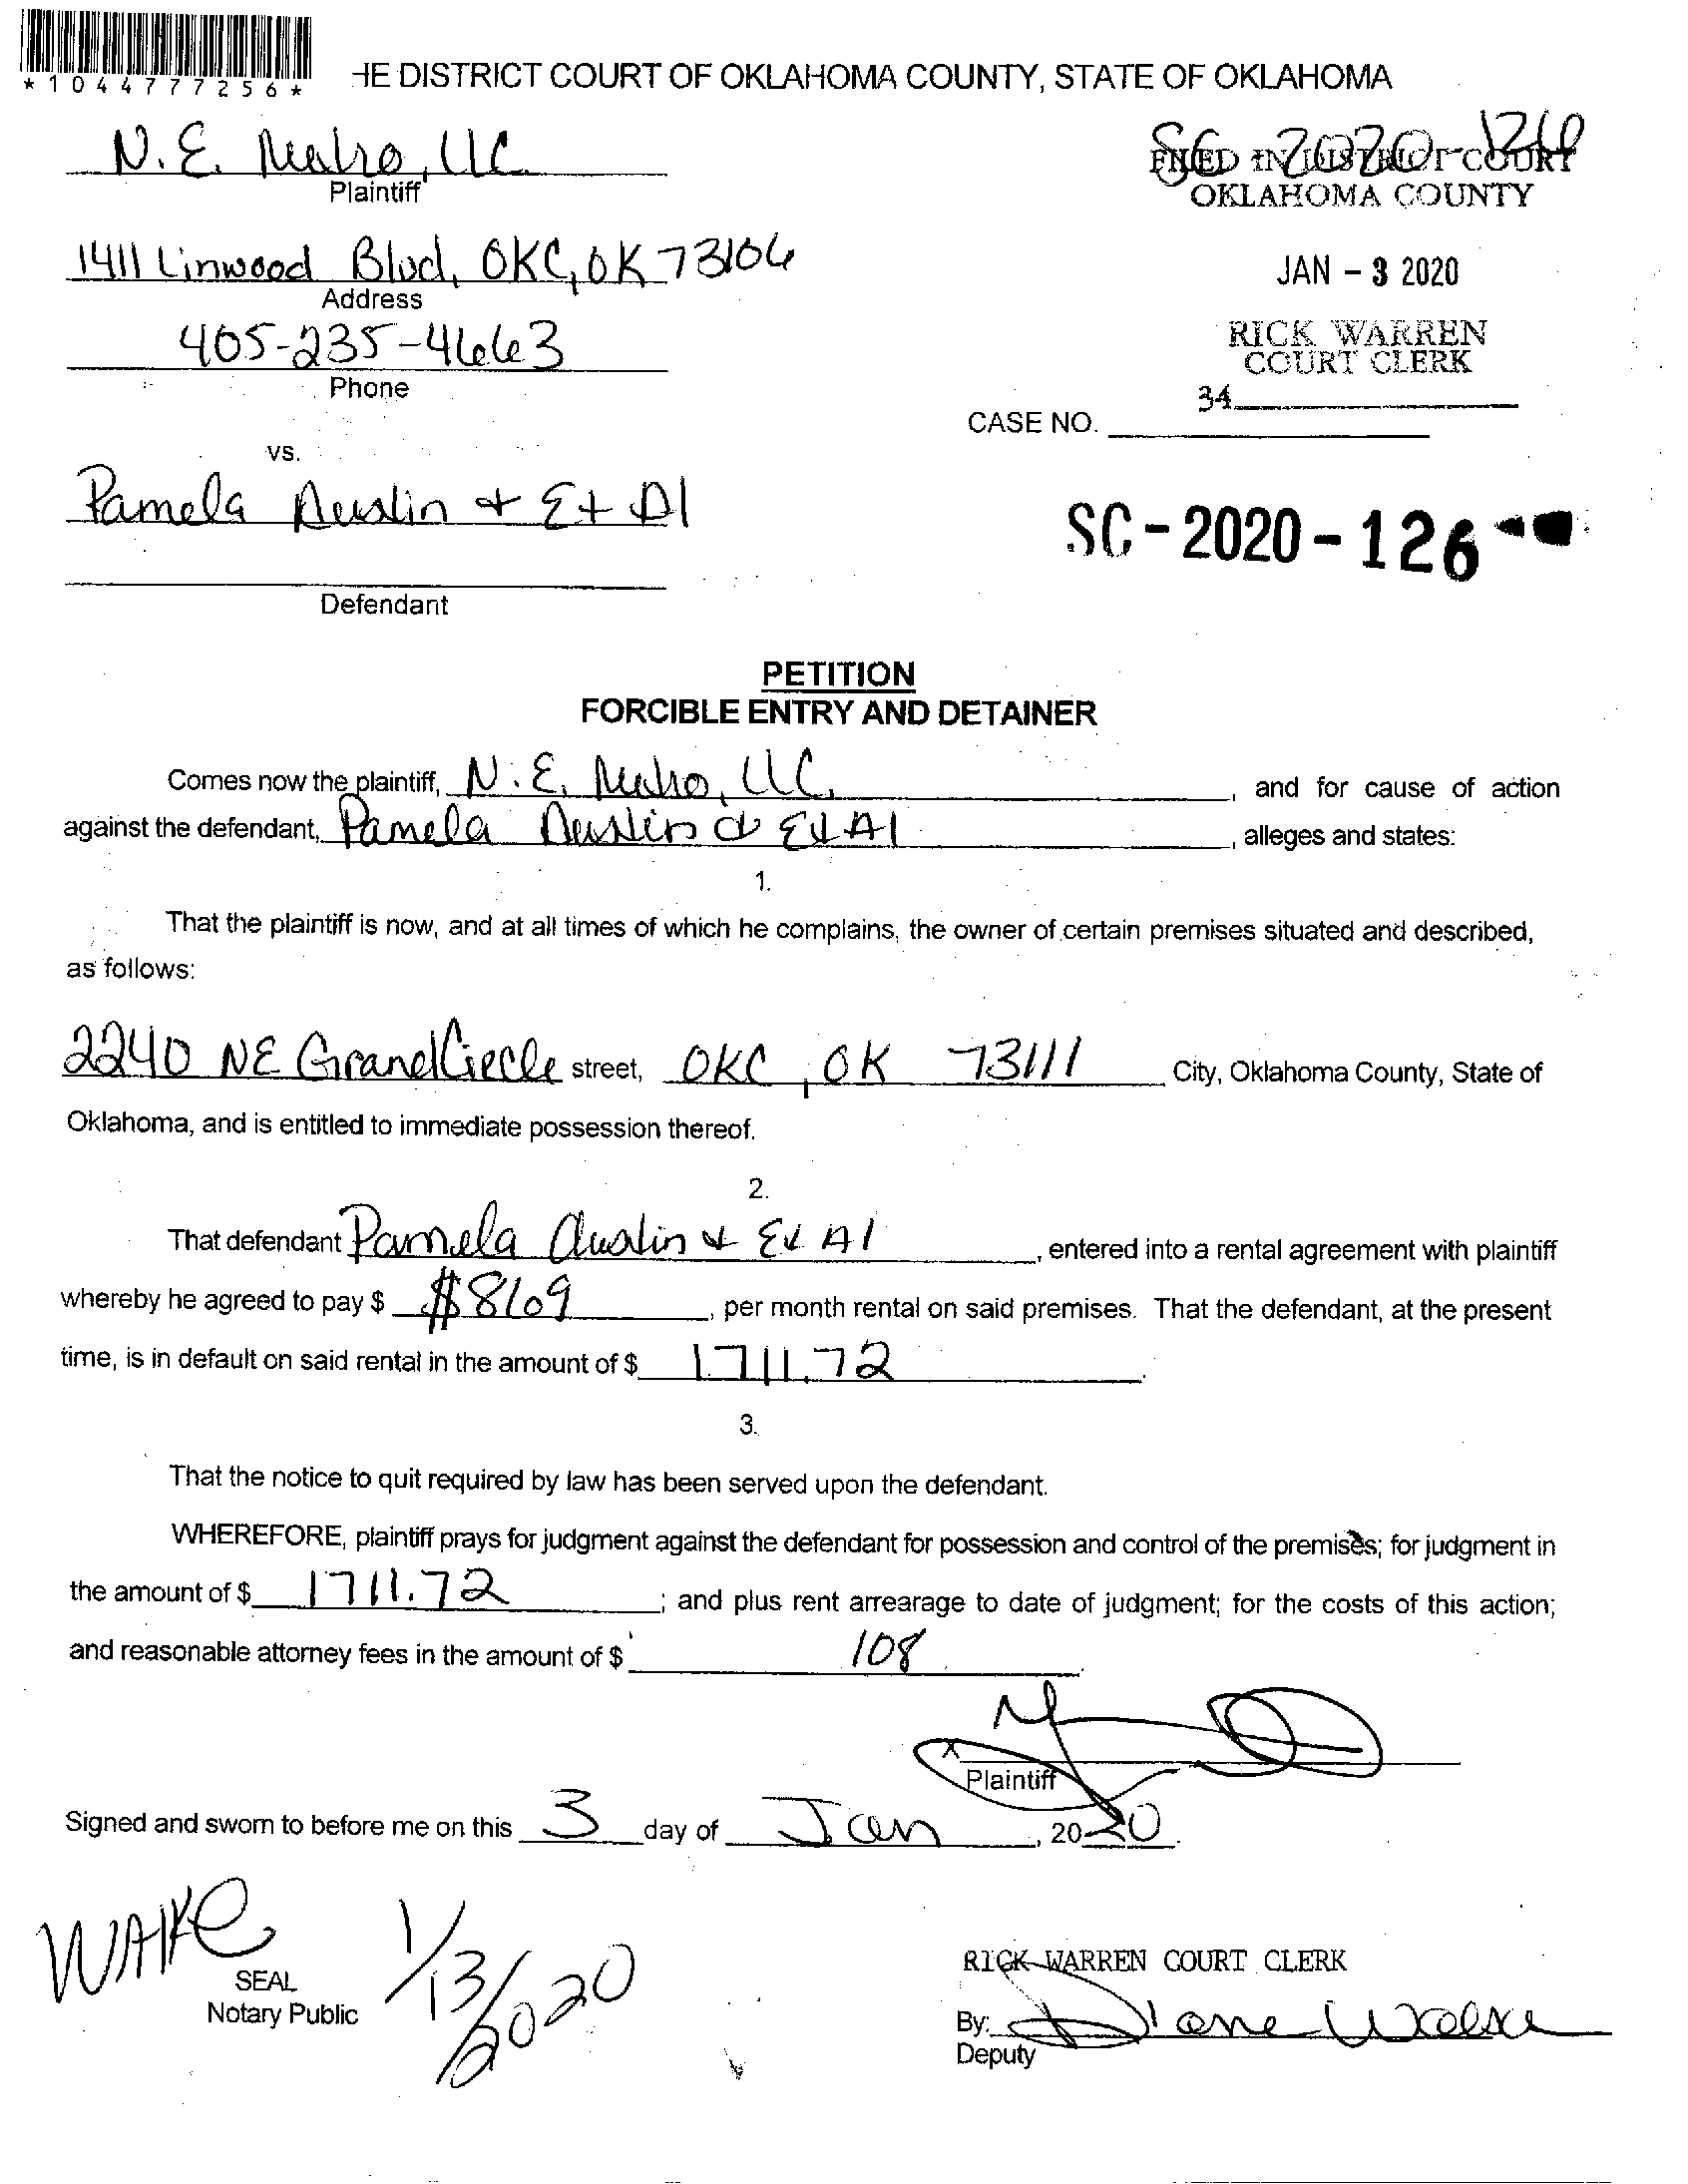 *1044777256*
HE DISTRICT COURT OF OKLAHOMA COUNTY, STATE OF OKLAHOMA
N.E. Metro, LLC
Plaintiff
SC-2020-126
FILED IN DISTRICT COURT
OKLAHOMA COUNTY
1411 Linwood Blvd, OKC, OK 73106
Address
JAN - 3 2020
405-235-4663
Phone
RICK WARREN
COURT CLERK
34
CASE NO.
vs.
Pamela Austin + Et Al
SC-2020-126
Defendant
PETITION
FORCIBLE ENTRY AND DETAINER
Comes now the plaintiff, N.E. Metro, LLC, and for cause of action
against the defendant, Pamela Austin & Et Al, alleges and states:
1.
That the plaintiff is now, and at all times of which he complains, the owner of certain premises situated and described,
as follows:
2240 NE Grand Circle street, OKC, OK 73111 City, Oklahoma County, State of
Oklahoma, and is entitled to immediate possession thereof.
2.
That defendant Pamela Austin & Et Al, entered into a rental agreement with plaintiff
whereby he agreed to pay $ $869, per month rental on said premises. That the defendant, at the present
time, is in default on said rental in the amount of $ 1711.72.
3.
That the notice to quit required by law has been served upon the defendant.
WHEREFORE, plaintiff prays for judgment against the defendant for possession and control of the premises; for judgment in
the amount of $ 1711.72; and plus rent arrearage to date of judgment; for the costs of this action;
and reasonable attorney fees in the amount of $ 108.
X
Plaintiff
Signed and sworn to before me on this 3 day of Jan, 2020.
1/13/2020
SEAL
Notary Public
RICK WARREN COURT CLERK
By: Diane
Deputy